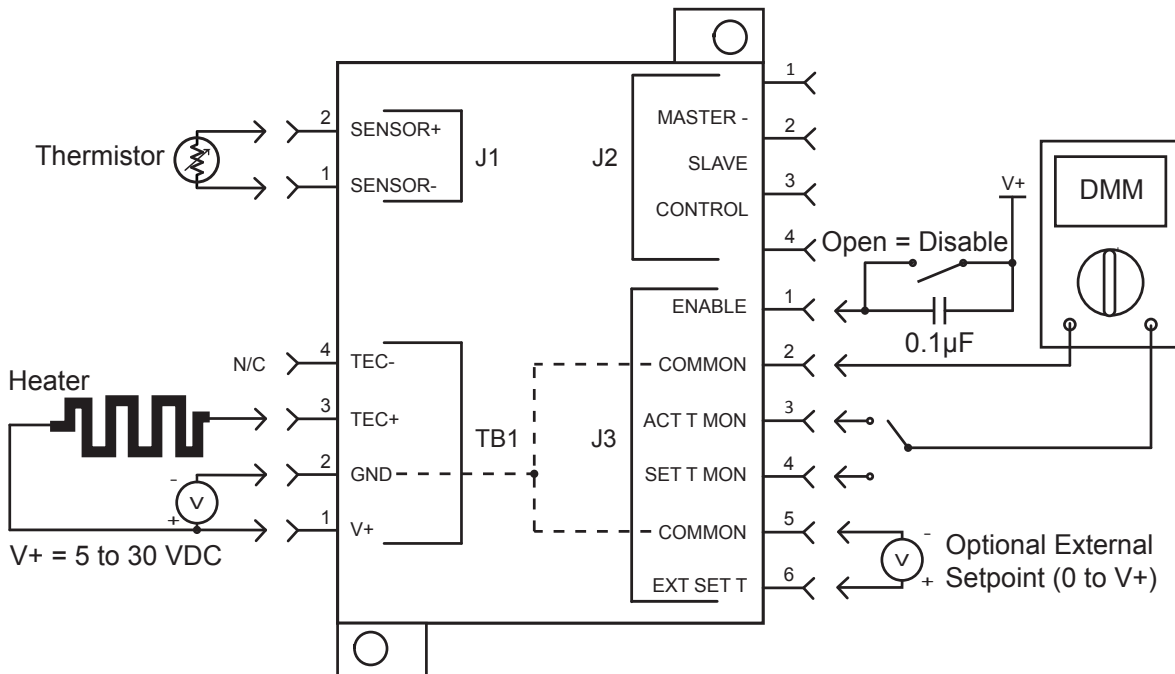 Thermistor
2
1
SENSOR+
SENSOR-
J1
J2
MASTER -
SLAVE
CONTROL
1
2
3
4
Open = Disable
V+
0.1µF
DMM
Heater
N/C
4
3
2
1
TEC-
TEC+
GND
V+
TB1
J3
-
V
+
V+ = 5 to 30 VDC
ENABLE
COMMON
ACT T MON
SET T MON
COMMON
EXT SET T
1
2
3
4
5
6
-
V
+
Optional External
Setpoint (0 to V+)